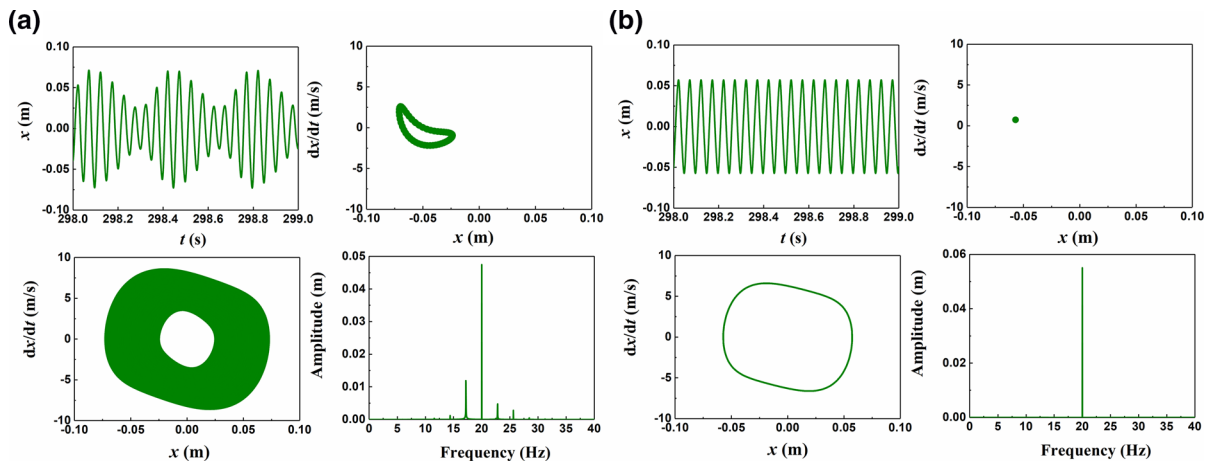 (a)
x (m)
0.10
0.05
0.00
-0.05
-0.10
298.0 298.2 298.4 298.6 298.8 299.0
t (s)
dx/dt (m/s)
10
5
0
-5
-10
-0.10 -0.05 0.00 0.05 0.10
x (m)
dx/dt (m/s)
10
5
0
-5
-10
-0.10 -0.05 0.00 0.05 0.10
x (m)
Amplitude (m)
0.05
0.04
0.03
0.02
0.01
0.00
0 5 10 15 20 25 30 35 40
Frequency (Hz)
(b)
x (m)
0.10
0.05
0.00
-0.05
-0.10
298.0 298.2 298.4 298.6 298.8 299.0
t (s)
dx/dt (m/s)
10
5
0
-5
-10
-0.10 -0.05 0.00 0.05 0.10
x (m)
dx/dt (m/s)
10
5
0
-5
-10
-0.10 -0.05 0.00 0.05 0.10
x (m)
Amplitude (m)
0.06
0.04
0.02
0.00
0 5 10 15 20 25 30 35 40
Frequency (Hz)